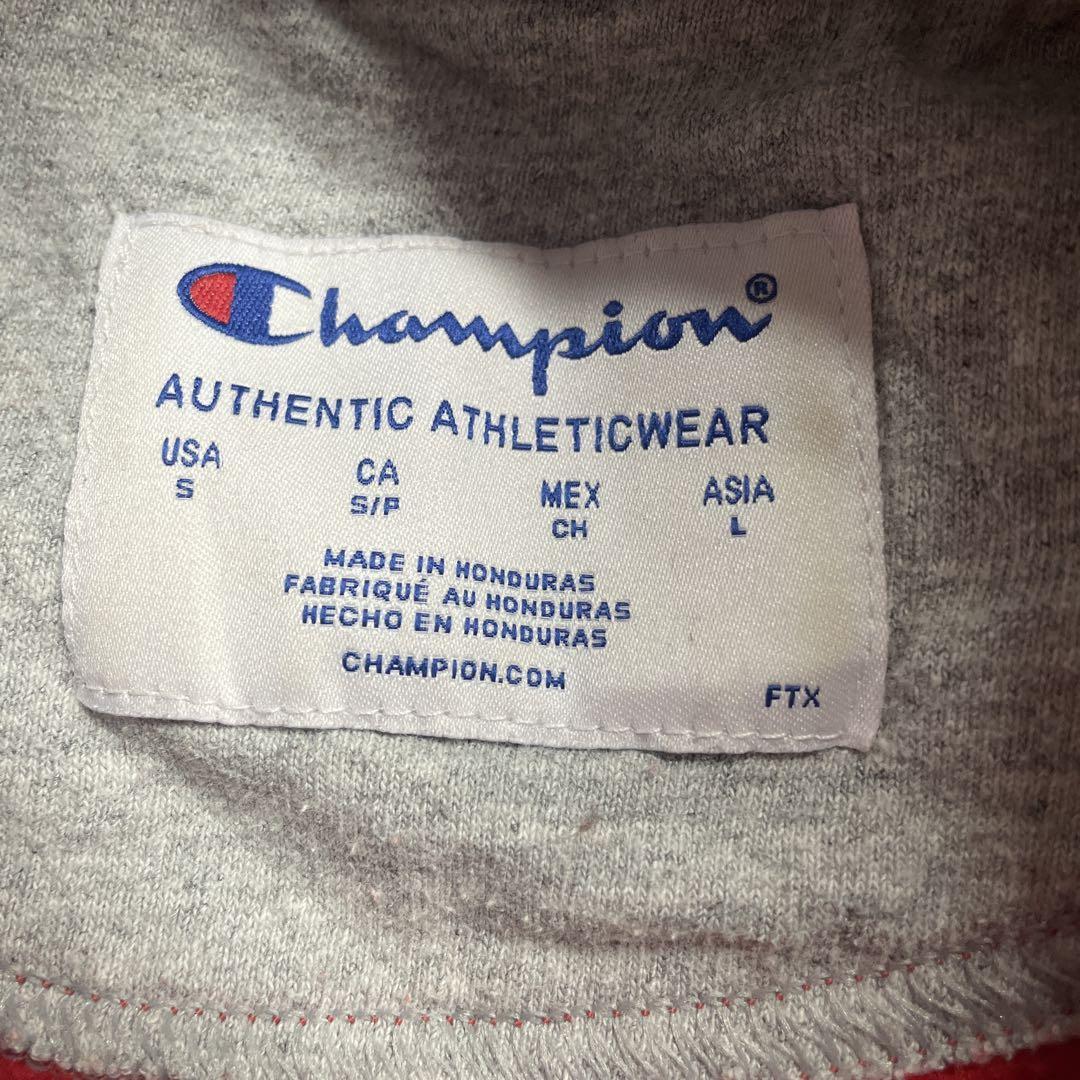 Champion®
AUTHENTIC ATHLETICWEAR
USA CA MEX ASIA
S S/P CH L
MADE IN HONDURAS
FABRIQUÉ AU HONDURAS
HECHO EN HONDURAS
CHAMPION.COM
FTX